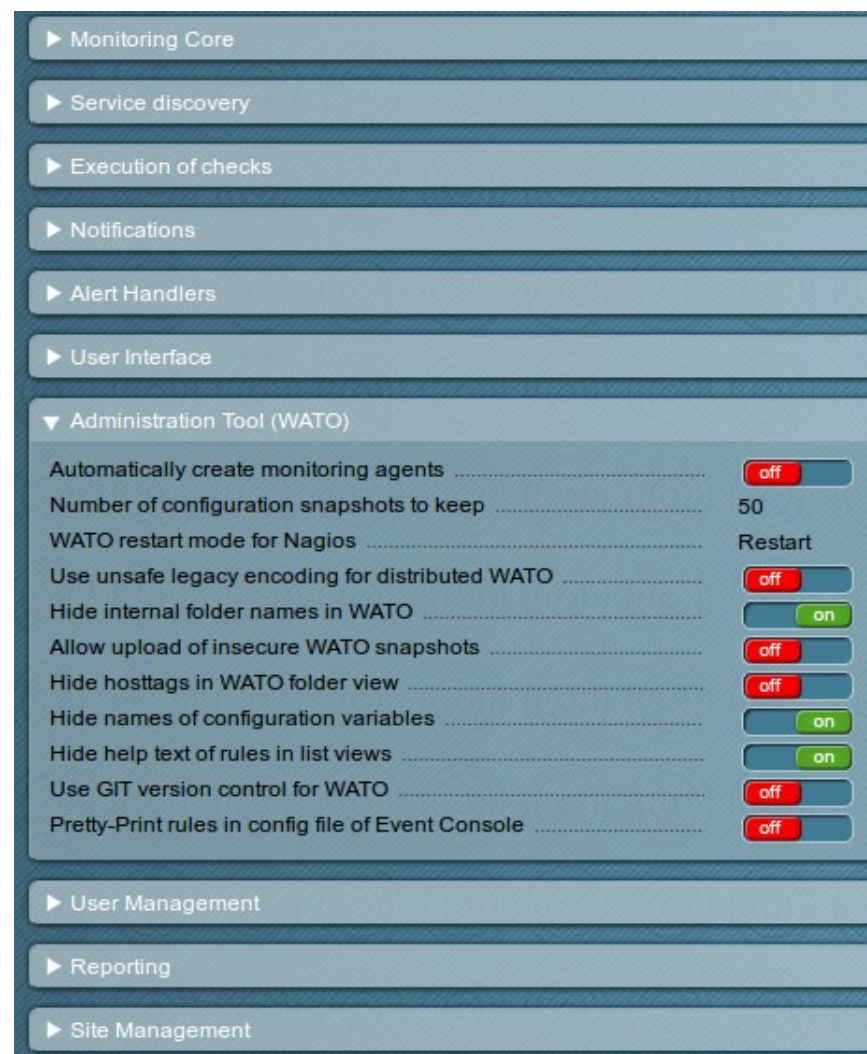 Monitoring Core
Service discovery
Execution of checks
Notifications
Alert Handlers
User Interface
Administration Tool (WATO)
Automatically create monitoring agents off
Number of configuration snapshots to keep 50
WATO restart mode for Nagios Restart
Use unsafe legacy encoding for distributed WATO off
Hide internal folder names in WATO on
Allow upload of insecure WATO snapshots off
Hide hosttags in WATO folder view off
Hide names of configuration variables on
Hide help text of rules in list views on
Use GIT version control for WATO off
Pretty-Print rules in config file of Event Console off
User Management
Reporting
Site Management